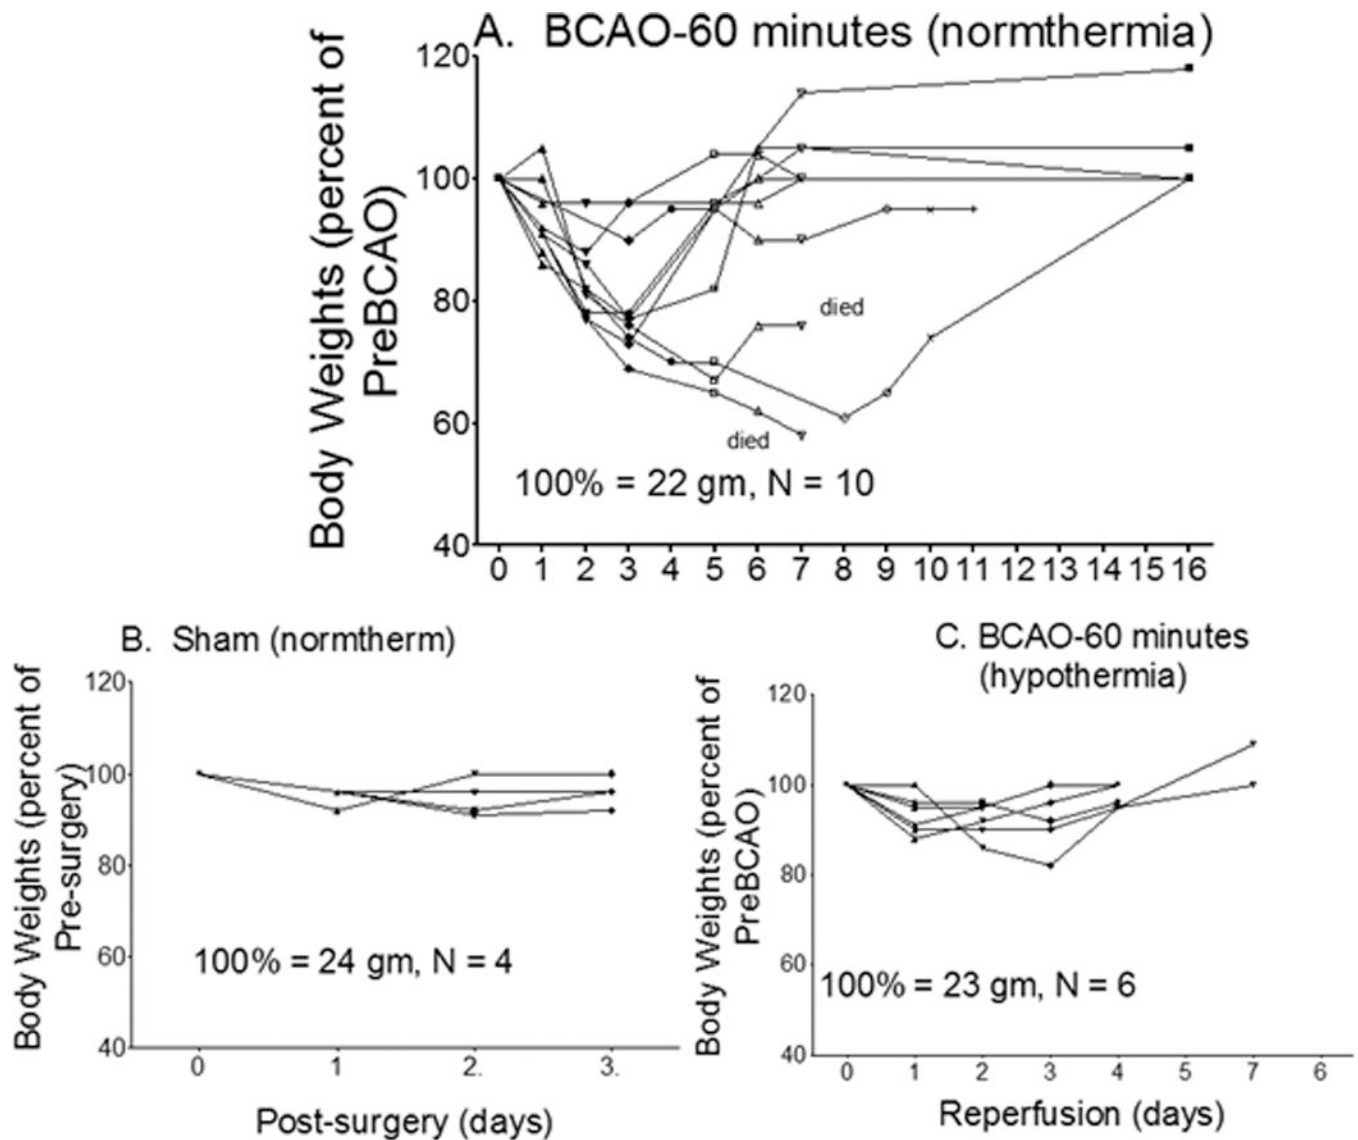 A. BCAO-60 minutes (normthermia)
Body Weights (percent of
PreBCAO)
120
100
80
60
40
died
died
100% = 22 gm, N = 10
0 1 2 3 4 5 6 7 8 9 10 11 12 13 14 15 16
B. Sham (normtherm)
Body Weights (percent of
Pre-surgery)
120
100
80
60
40
100% = 24 gm, N = 4
0 1. 2. 3.
Post-surgery (days)
C. BCAO-60 minutes
(hypothermia)
Body Weights (percent of
PreBCAO)
120
100
80
60
40
100% = 23 gm, N = 6
0 1 2 3 4 5 7 6
Reperfusion (days)